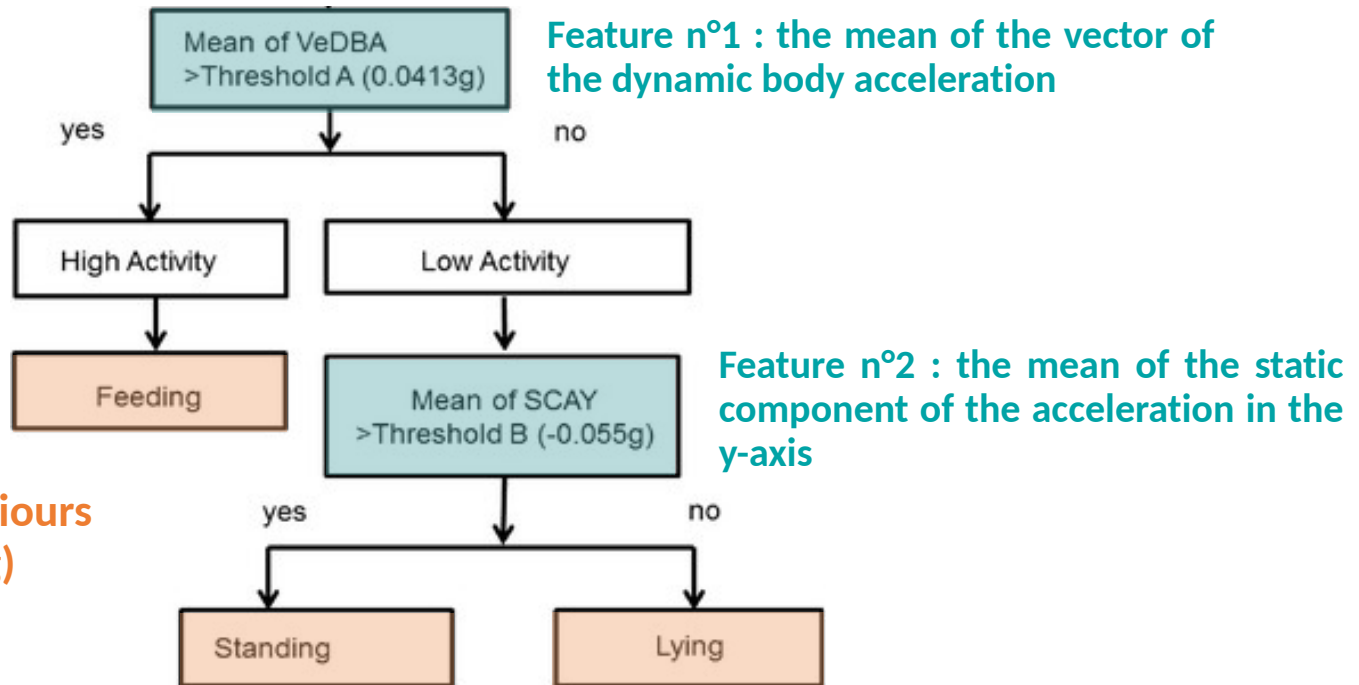 Mean of VeDBA
>Threshold A (0.0413g)
Feature n°1 : the mean of the vector of
the dynamic body acceleration
yes
no
High Activity
Low Activity
Feeding
Mean of SCAY
>Threshold B (-0.055g)
Feature n°2 : the mean of the static
component of the acceleration in the
y-axis
iours
yes
no
Standing
Lying